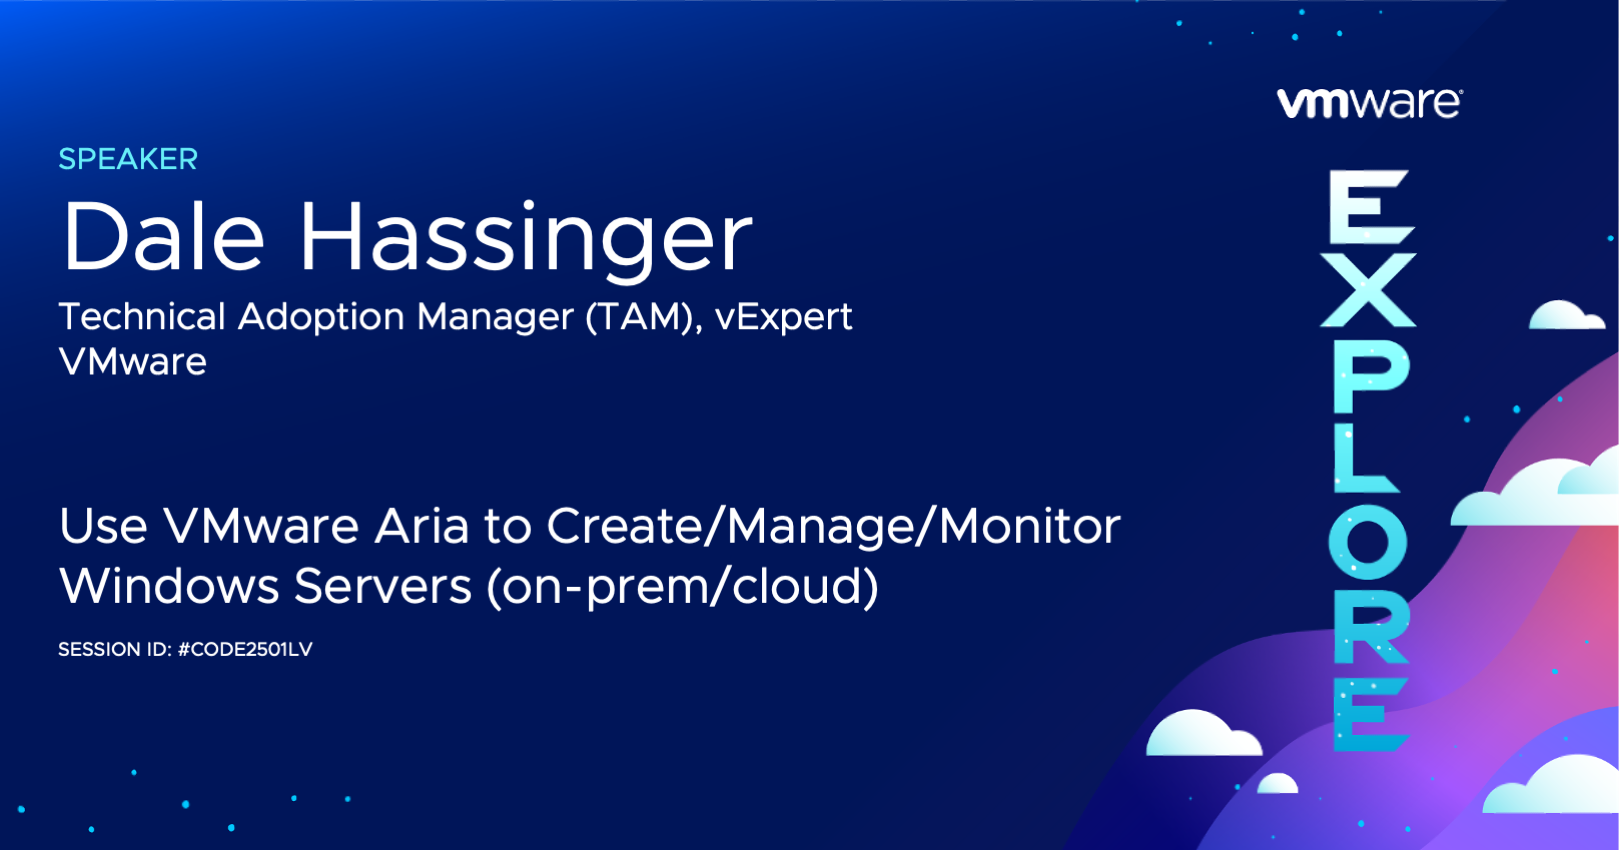 SPEAKER
Dale Hassinger
Technical Adoption Manager (TAM), vExpert
VMware
Use VMware Aria to Create/Manage/Monitor
Windows Servers (on-prem/cloud)
SESSION ID: #CODE2501LV
vmware®
EXPLORE